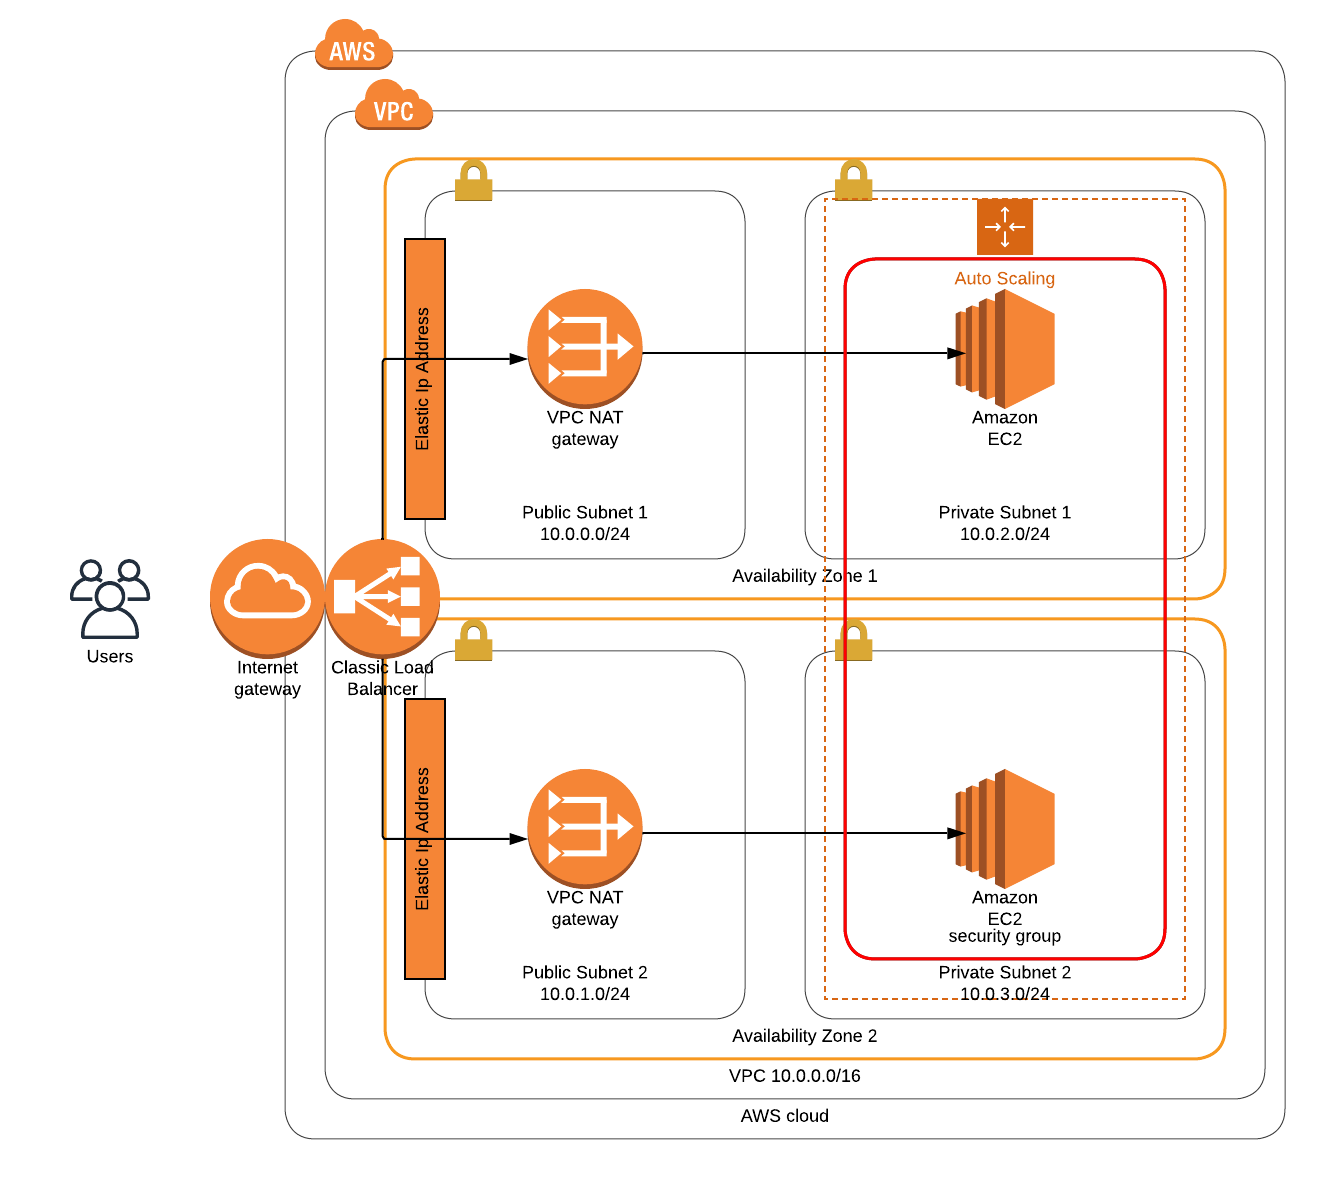 AWS
VPC
Auto Scaling
Elastic Ip Address
VPC NAT
gateway
Amazon
EC2
Public Subnet 1
10.0.0.0/24
Private Subnet 1
10.0.2.0/24
Availability Zone 1
Users
Internet
gateway
Classic Load
Balancer
Elastic Ip Address
VPC NAT
gateway
Amazon
EC2
security group
Public Subnet 2
10.0.1.0/24
Private Subnet 2
10.0.3.0/24
Availability Zone 2
VPC 10.0.0.0/16
AWS cloud